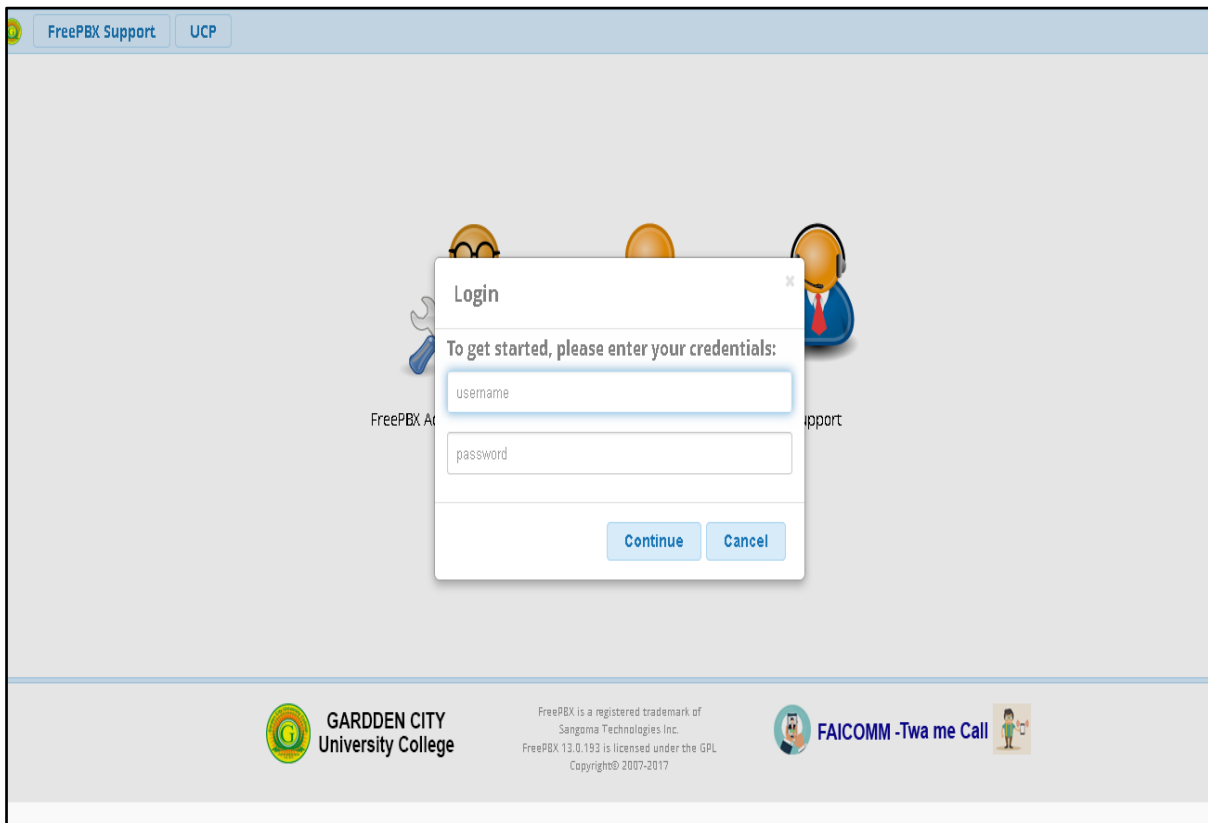 FreePBX Support UCP
Login
x
To get started, please enter your credentials:
username
FreePBX Ad
upport
password
Continue Cancel
GARDDEN CITY
University College
FreePBX is a registered trademark of
Sangoma Technologies Inc.
FreePBX 13.0.193 is licensed under the GPL
Copyright© 2007-2017
FAICOMM -Twa me Call